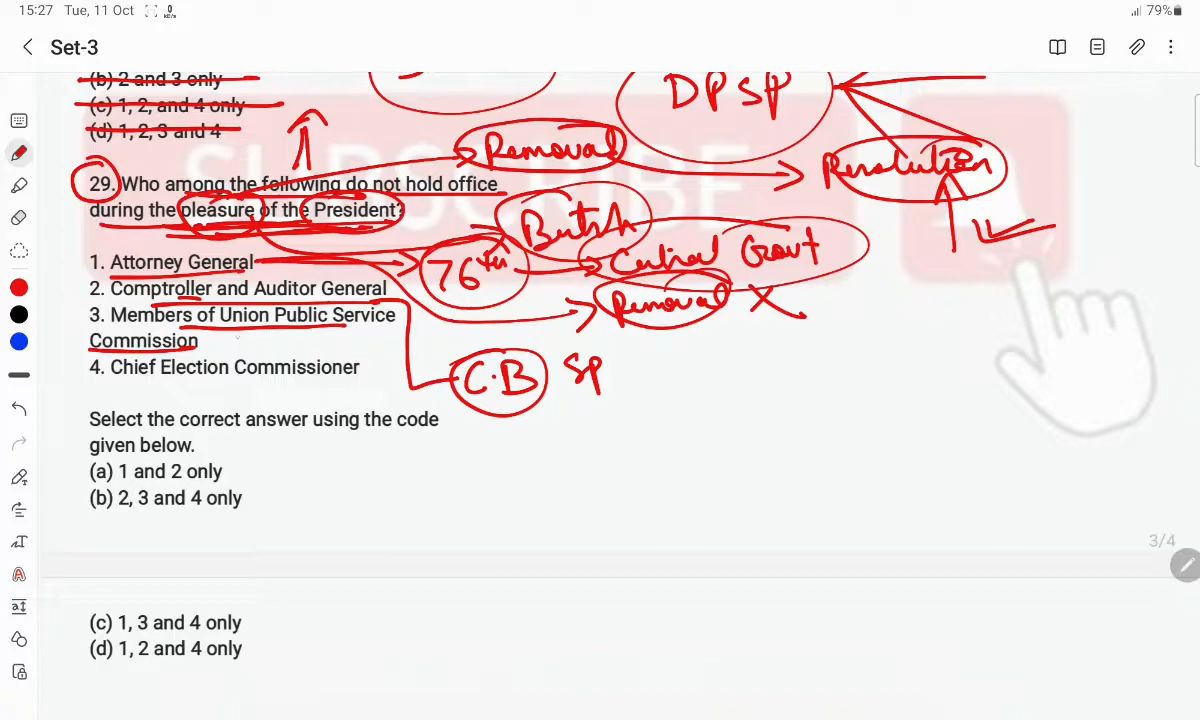 15:27 Tue, 11 Oct
79%
Set-3
(b) 2 and 3 only
(c) 1, 2, and 4 only
(d) 1, 2, 3 and 4
DPSP
Removal
SUBSCRIBE
29. Who among the following do not hold office
during the pleasure of the President?
British
1. Attorney General
76th
Central Govt
2. Comptroller and Auditor General
Removal X
3. Members of Union Public Service
Commission
4. Chief Election Commissioner
C.B SP
Select the correct answer using the code
given below.
(a) 1 and 2 only
(b) 2, 3 and 4 only
3/4
(c) 1, 3 and 4 only
(d) 1, 2 and 4 only